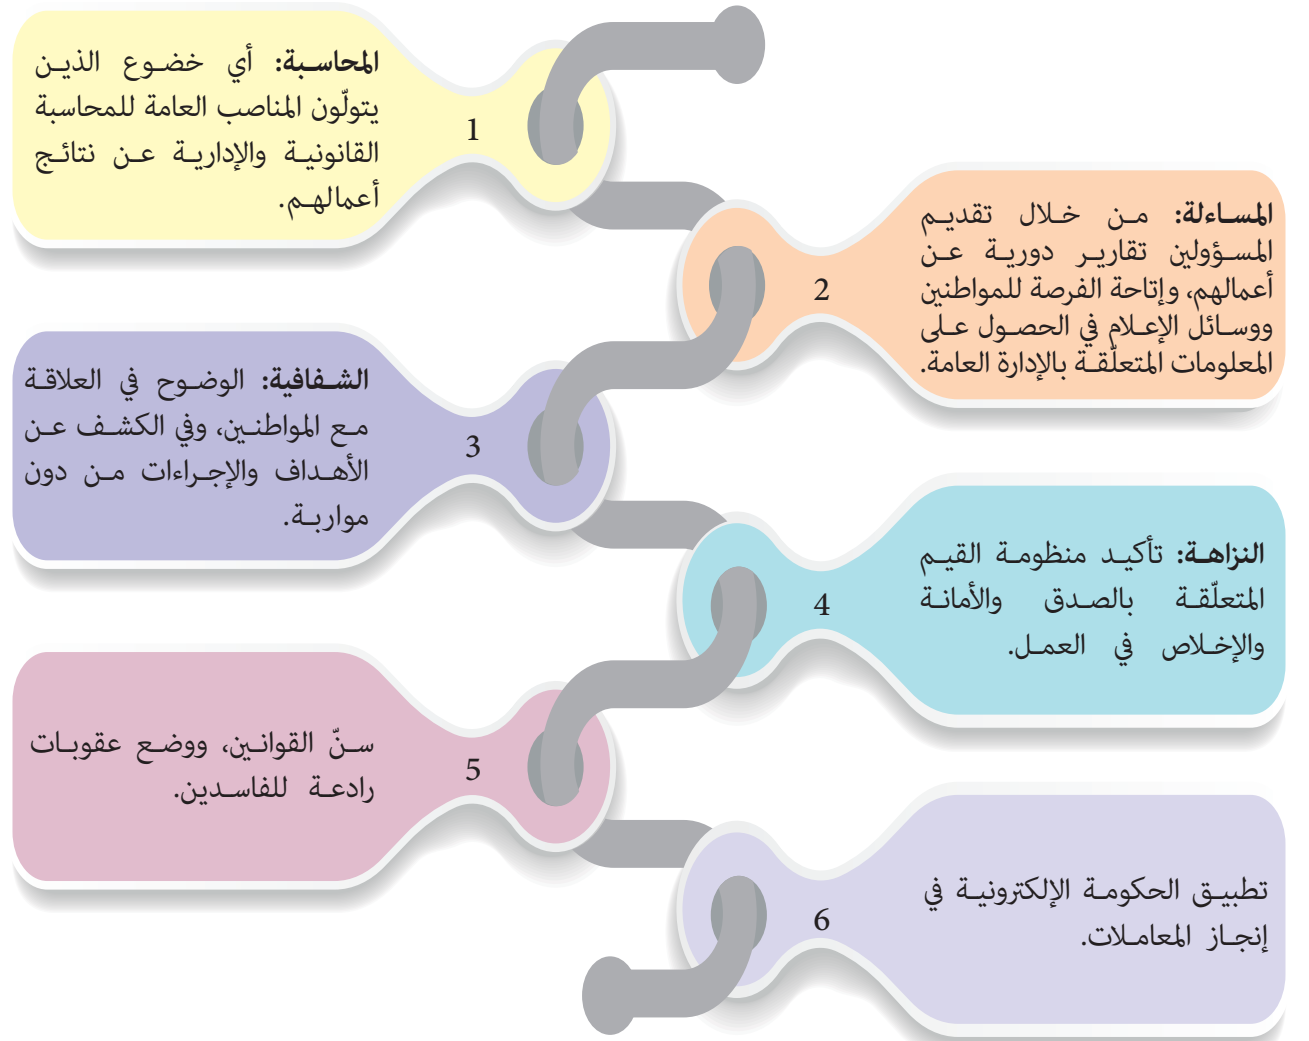 المحاسبة: أي خضوع الذين
يتولّون المناصب العامة للمحاسبة
القانونية والإدارية عن نتائج
أعمالهم.
1
المساءلة: من خلال تقديم
المسؤولين تقارير دورية عن
أعمالهم، وإتاحة الفرصة للمواطنين
ووسائل الإعلام في الحصول على
المعلومات المتعلّقة بالإدارة العامة.
2
الشفافية: الوضوح في العلاقة
مع المواطنين، وفي الكشف عن
الأهداف والإجراءات من دون
مواربة.
3
النزاهة: تأكيد منظومة القيم
المتعلّقة بالصدق والأمانة
والإخلاص في العمل.
4
سنّ القوانين، ووضع عقوبات
رادعة للفاسدين.
5
تطبيق الحكومة الإلكترونية في
إنجاز المعاملات.
6